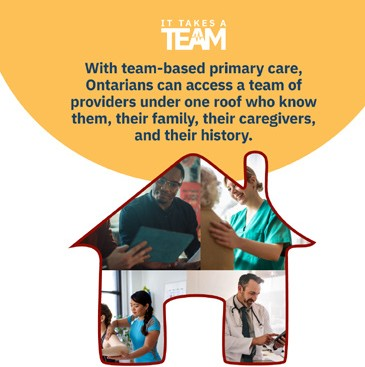 IT TAKES A
TEAM
With team-based primary care,
Ontarians can access a team of
providers under one roof who know
them, their family, their caregivers,
and their history.